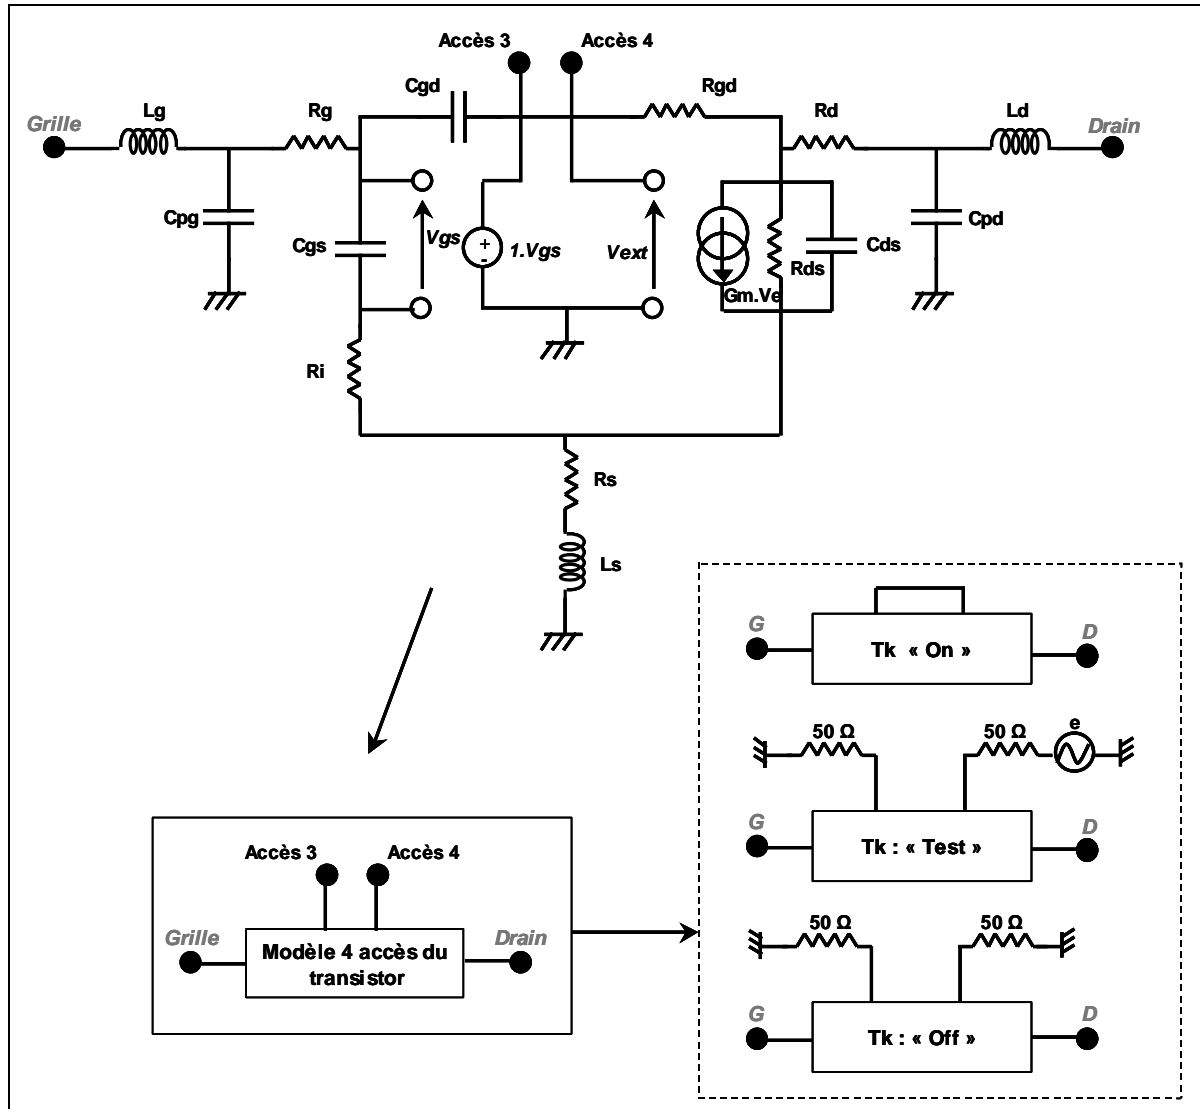 Accès 3
Accès 4
Cgd
Rgd
Lg
Rg
Rd
Ld
Grille
Drain
Cpg
Cgs
Vgs
+
-
1.Vgs
Vext
Gm.Ve
Rds
Cds
Cpd
Ri
Rs
Ls
G
Tk « On »
D
50 Ω
50 Ω
e
G
Tk : « Test »
D
50 Ω
50 Ω
G
Tk : « Off »
D
Accès 3
Accès 4
Grille
Drain
Modèle 4 accès du
transistor